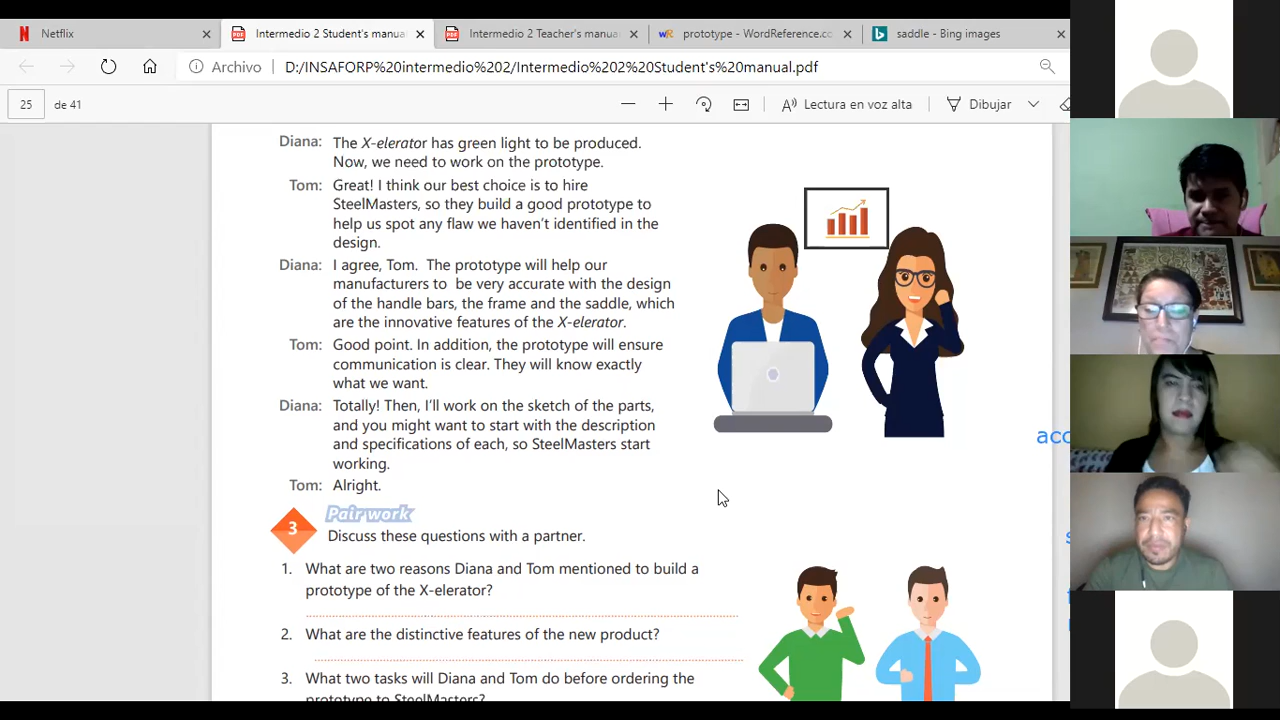 Netflix
Intermedio 2 Student's manua
Intermedio 2 Teacher's manua
prototype - WordReference.cc
saddle - Bing images
Archivo
D:/INSAFORP%20intermedio%202/Intermedio%202%20Student's%20manual.pdf
25
de 41
Lectura en voz alta
Dibujar
Diana: The X-elerator has green light to be produced.
Now, we need to work on the prototype.
Tom: Great! I think our best choice is to hire
SteelMasters, so they build a good prototype to
help us spot any flaw we haven't identified in the
design.
Diana: I agree, Tom. The prototype will help our
manufacturers to be very accurate with the design
of the handle bars, the frame and the saddle, which
are the innovative features of the X-elerator.
Tom: Good point. In addition, the prototype will ensure
communication is clear. They will know exactly
what we want.
Diana: Totally! Then, I'll work on the sketch of the parts,
and you might want to start with the description
and specifications of each, so SteelMasters start
working.
Tom: Alright.
3
Pair work
Discuss these questions with a partner.
1. What are two reasons Diana and Tom mentioned to build a
prototype of the X-elerator?
2. What are the distinctive features of the new product?
3. What two tasks will Diana and Tom do before ordering the
prototype to SteelMasters?